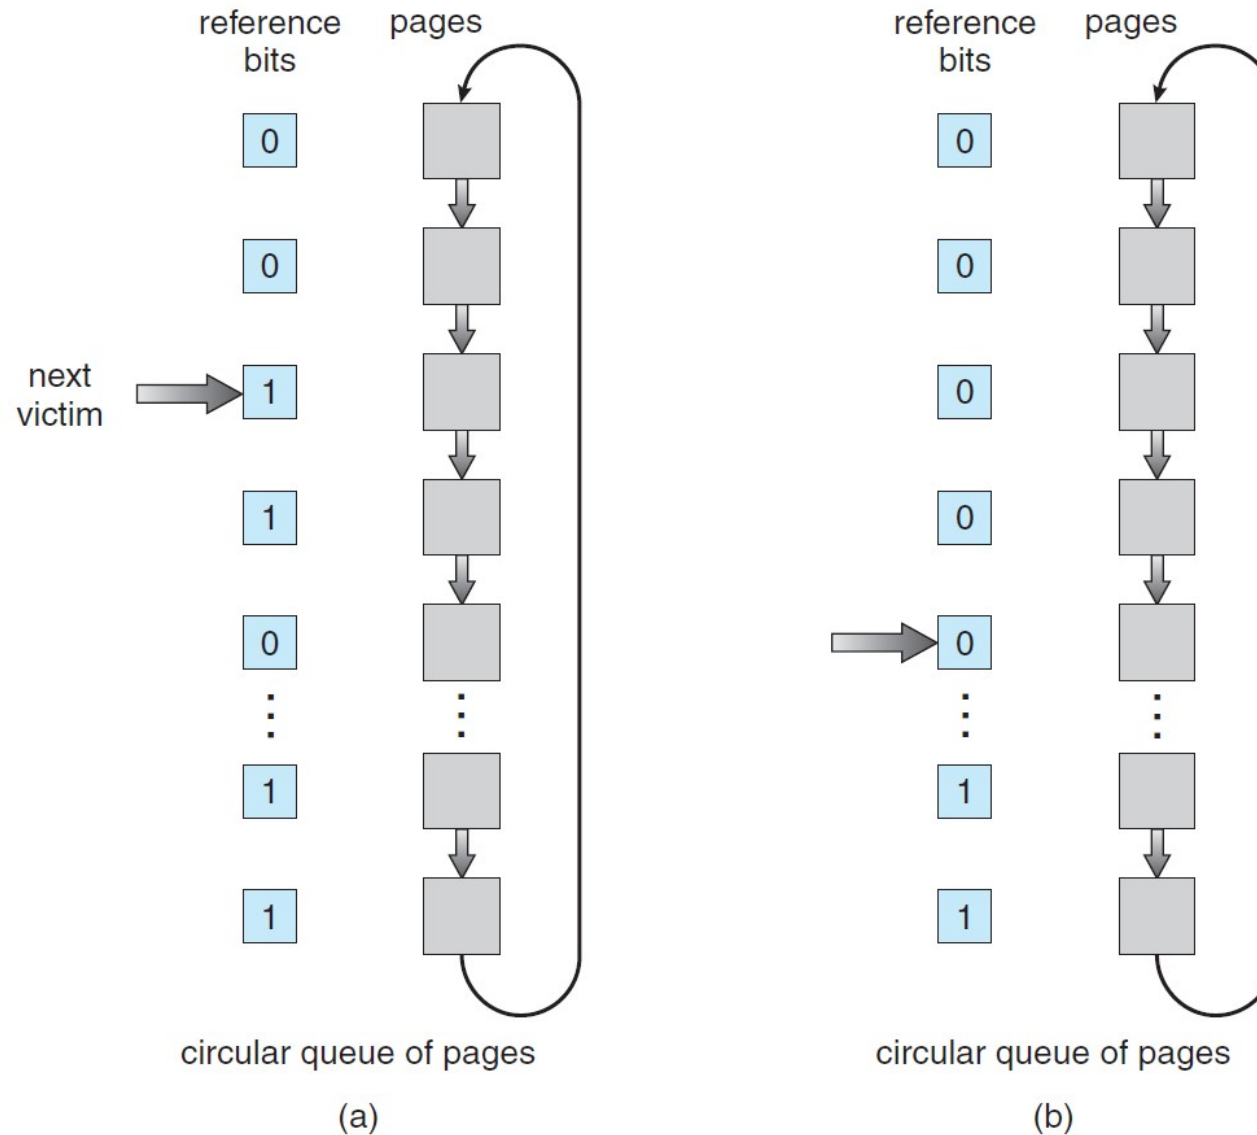 reference pages
bits
0
0
next
victim
1
1
0
1
1
circular queue of pages
(a)
reference pages
bits
0
0
0
0
0
1
1
circular queue of pages
(b)